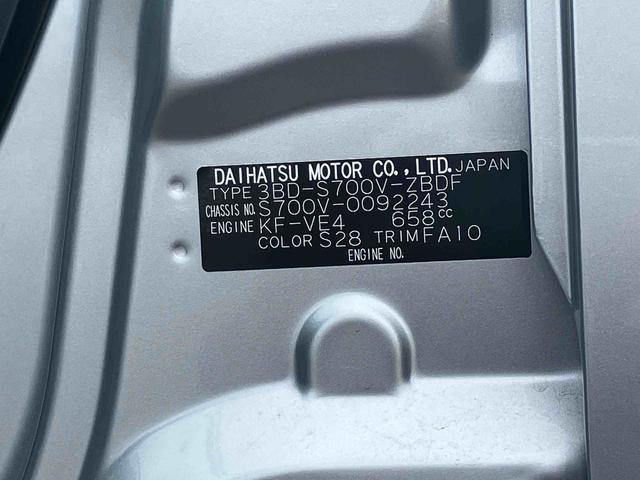 DAIHATSU MOTOR CO.,LTD. JAPAN
TYPE 3BD-S700V-ZBDF
CHASSIS NO. S700V-0092243
ENGINE KF-VE4 658cc
COLOR S28 TRIM FA10
ENGINE NO.